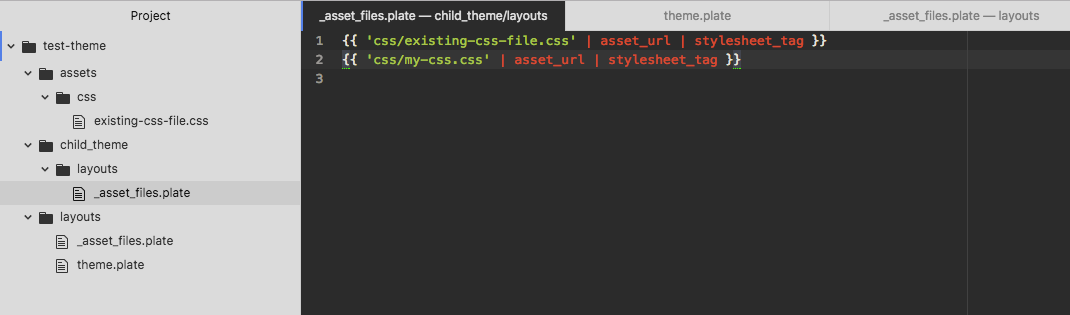 Project
test-theme
assets
css
existing-css-file.css
child_theme
layouts
_asset_files.plate
layouts
_asset_files.plate
theme.plate
_asset_files.plate — child_theme/layouts
theme.plate
_asset_files.plate — layouts
1 {{ 'css/existing-css-file.css' | asset_url | stylesheet_tag }}
2 {{ 'css/my-css.css' | asset_url | stylesheet_tag }}
3